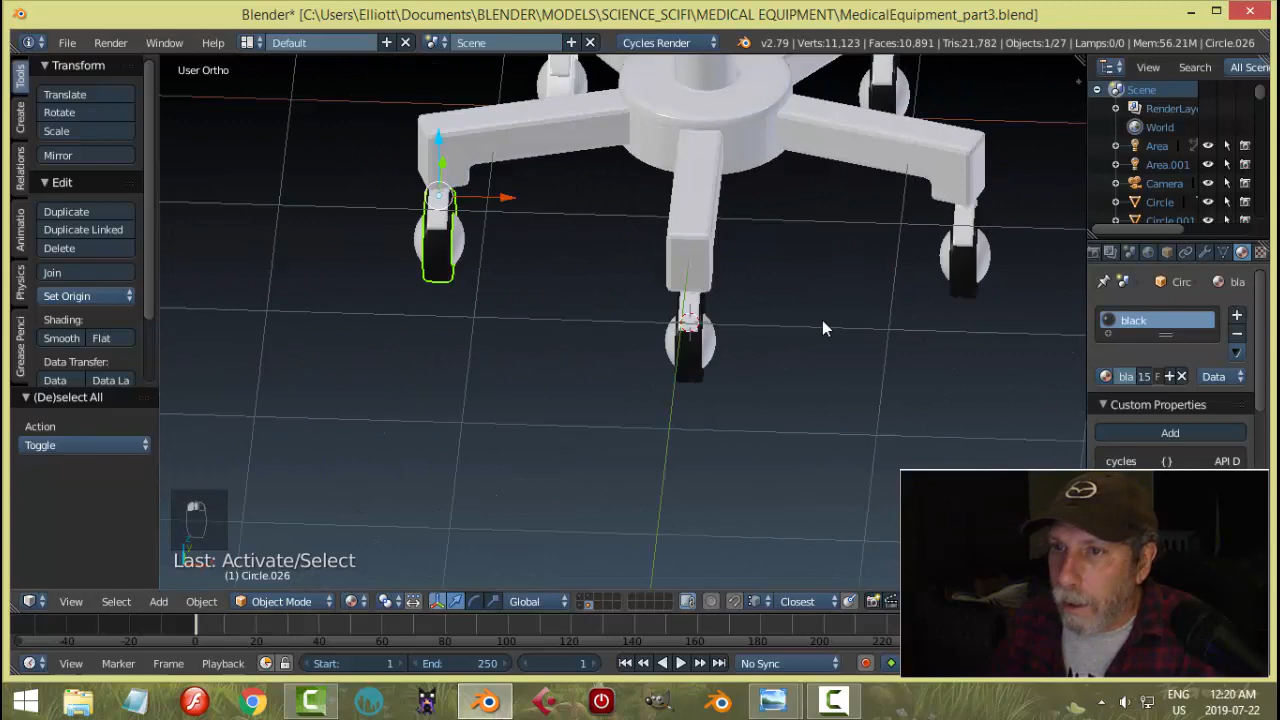 Blender* [C:\Users\Elliott\Documents\BLENDER\MODELS\SCIENCE_SCIFI\MEDICAL EQUIPMENT\MedicalEquipment_part3.blend]
File Render Window Help Default Scene Cycles Render v2.79 | Verts:11,123 | Faces:10,891 | Tris:21,782 | Objects:1/27 | Lamps:0/0 | Mem:56.21M | Circle.026
Tools
Create
Relations
Animatio
Physics
Grease Penci
Transform
Translate
Rotate
Scale
Mirror
Edit
Duplicate
Duplicate Linked
Delete
Join
Set Origin
Shading:
Smooth Flat
Data Transfer:
Data Data La
(De)select All
Action
Toggle
User Ortho
Last: Activate/Select
(1) Circle.026
View Search All Scen
Scene
RenderLay
World
Area
Area.001
Camera
Circle
Circle.001
Circ bla
black
bla 15 F Data
Custom Properties
Add
cycles { } API D
View Select Add Object Object Mode Global Closest
-40 -20 0 20 40 60 80 100 120 140 160 180 200 220
View Marker Frame Playback Start: 1 End: 250 1 No Sync
ENG
US
12:20 AM
2019-07-22